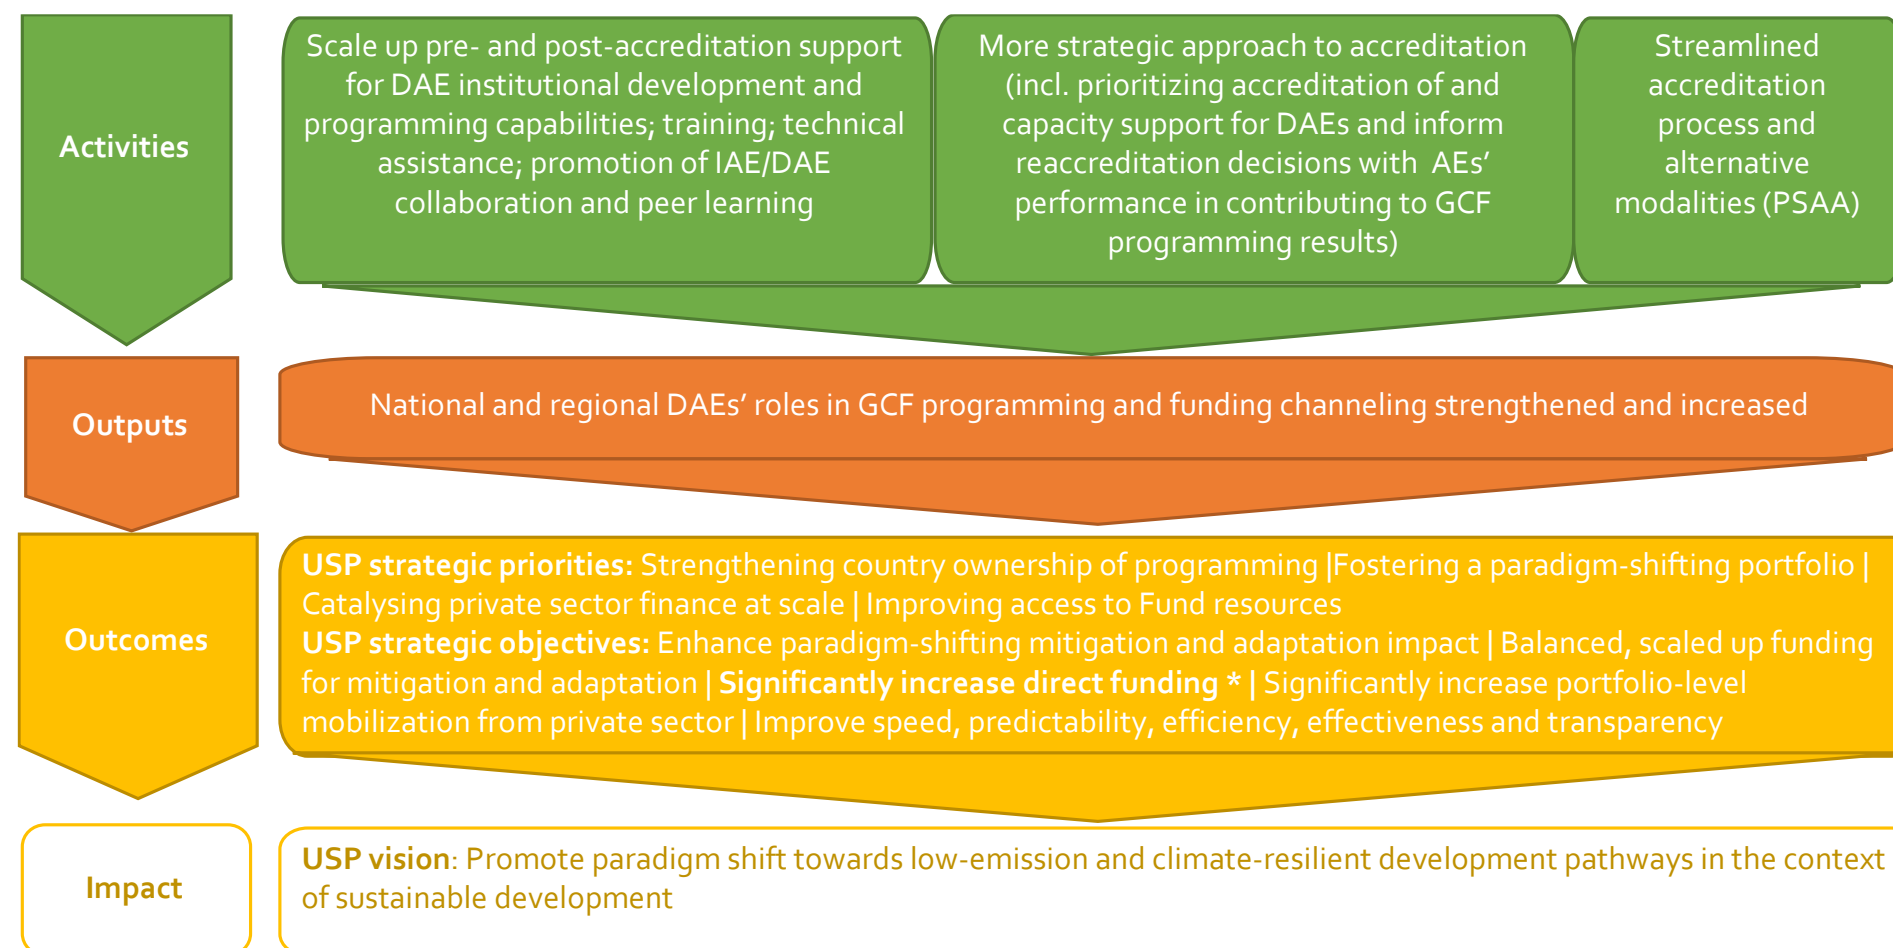 Activities
Scale up pre- and post-accreditation support
for DAE institutional development and
programming capabilities; training; technical
assistance; promotion of IAE/DAE
collaboration and peer learning
More strategic approach to accreditation
(incl. prioritizing accreditation of and
capacity support for DAEs and inform
reaccreditation decisions with AEs’
performance in contributing to GCF
programming results)
Streamlined
accreditation
process and
alternative
modalities (PSAA)
Outputs
National and regional DAEs’ roles in GCF programming and funding channeling strengthened and increased
Outcomes
USP strategic priorities: Strengthening country ownership of programming |Fostering a paradigm-shifting portfolio |
Catalysing private sector finance at scale | Improving access to Fund resources
USP strategic objectives: Enhance paradigm-shifting mitigation and adaptation impact | Balanced, scaled up funding
for mitigation and adaptation | Significantly increase direct funding * | Significantly increase portfolio-level
mobilization from private sector | Improve speed, predictability, efficiency, effectiveness and transparency
Impact
USP vision: Promote paradigm shift towards low-emission and climate-resilient development pathways in the context
of sustainable development